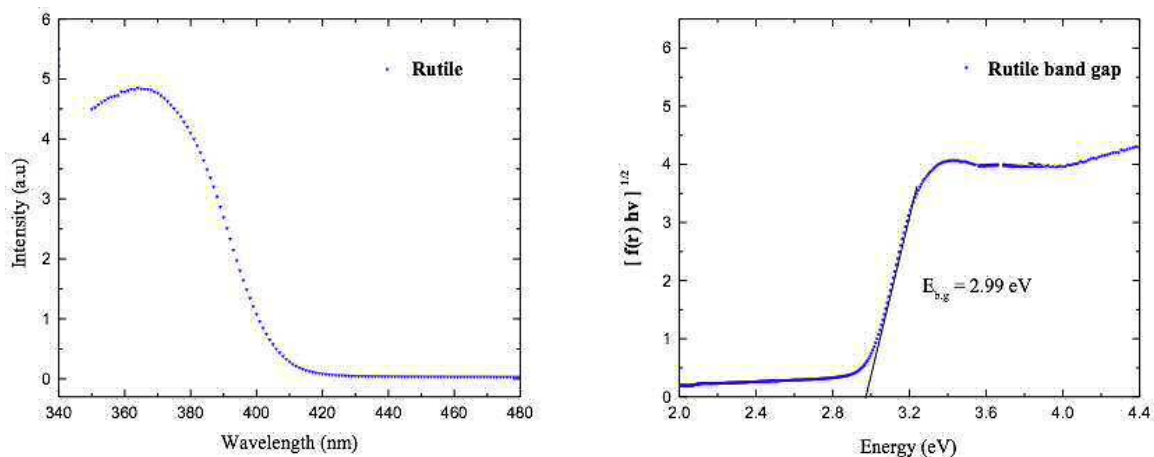 6
5
4
3
2
1
0
Intensity (a.u)
Rutile
340 360 380 400 420 440 460 480
Wavelength (nm)
6
5
4
3
2
1
0
[ f(r) hv ] 1/2
Rutile band gap
E b.g = 2.99 eV
2.0 2.4 2.8 3.2 3.6 4.0 4.4
Energy (eV)